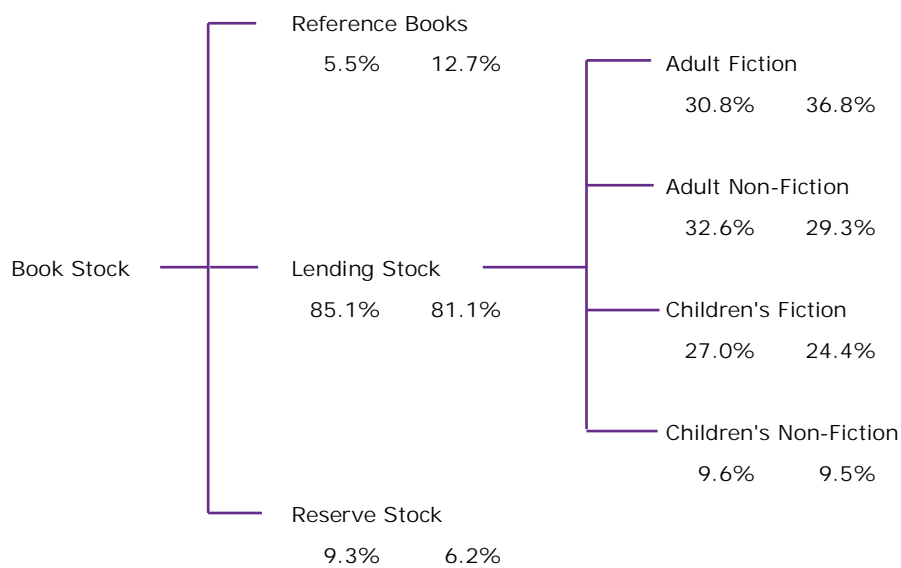 Reference Books
5.5% 12.7%
Adult Fiction
30.8% 36.8%
Adult Non-Fiction
32.6% 29.3%
Book Stock
Lending Stock
85.1% 81.1%
Children's Fiction
27.0% 24.4%
Children's Non-Fiction
9.6% 9.5%
Reserve Stock
9.3% 6.2%